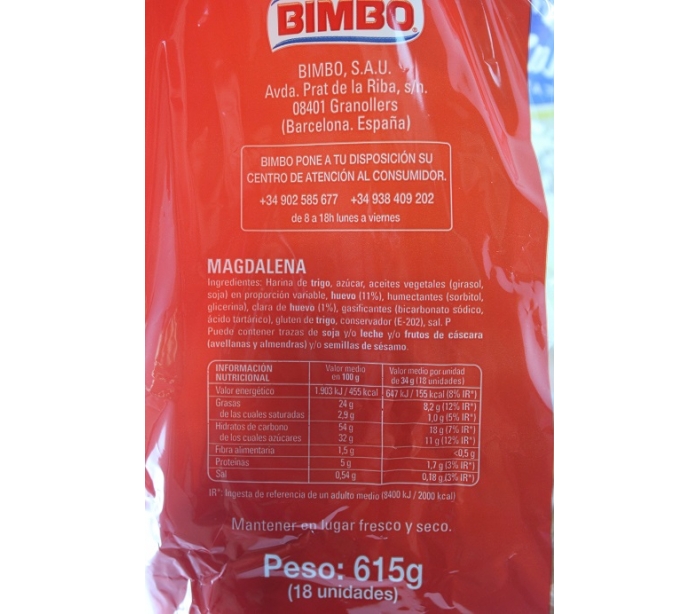 BIMBO
BIMBO, S.A.U.
Avda. Prat de la Riba, s/n.
08401 Granollers
(Barcelona. España)
BIMBO PONE A TU DISPOSICIÓN SU
CENTRO DE ATENCIÓN AL CONSUMIDOR.
+34 902 585 677 +34 938 409 202
de 8 a 18h lunes a viernes
MAGDALENA
Ingredientes: Harina de trigo, azúcar, aceites vegetales (girasol,
soja) en proporción variable, huevo (11%), humectantes (sorbitol,
glicerina), clara de huevo (1%), gasificantes (bicarbonato sódico,
ácido tartárico), gluten de trigo, conservador (E-202), sal. P
Puede contener trazas de soja y/o leche y/o frutos de cáscara
(avellanas y almendras) y/o semillas de sésamo.
INFORMACIÓN NUTRICIONAL Valor medio en 100 g Valor medio por unidad de 34 g (18 unidades)
Valor energético 1.903 kJ / 455 kcal 647 kJ / 155 kcal (8% IR*)
Grasas 24 g 8,2 g (12% IR*)
de las cuales saturadas 2,9 g 1,0 g (5% IR*)
Hidratos de carbono 54 g 18 g (7% IR*)
de los cuales azúcares 32 g 11 g (12% IR*)
Fibra alimentaria 1,5 g <0,5 g
Proteínas 5 g 1,7 g (3% IR*)
Sal 0,54 g 0,18 g (3% IR*)
IR*: Ingesta de referencia de un adulto medio (8400 kJ / 2000 kcal)
Mantener en lugar fresco y seco.
Peso: 615g
(18 unidades)